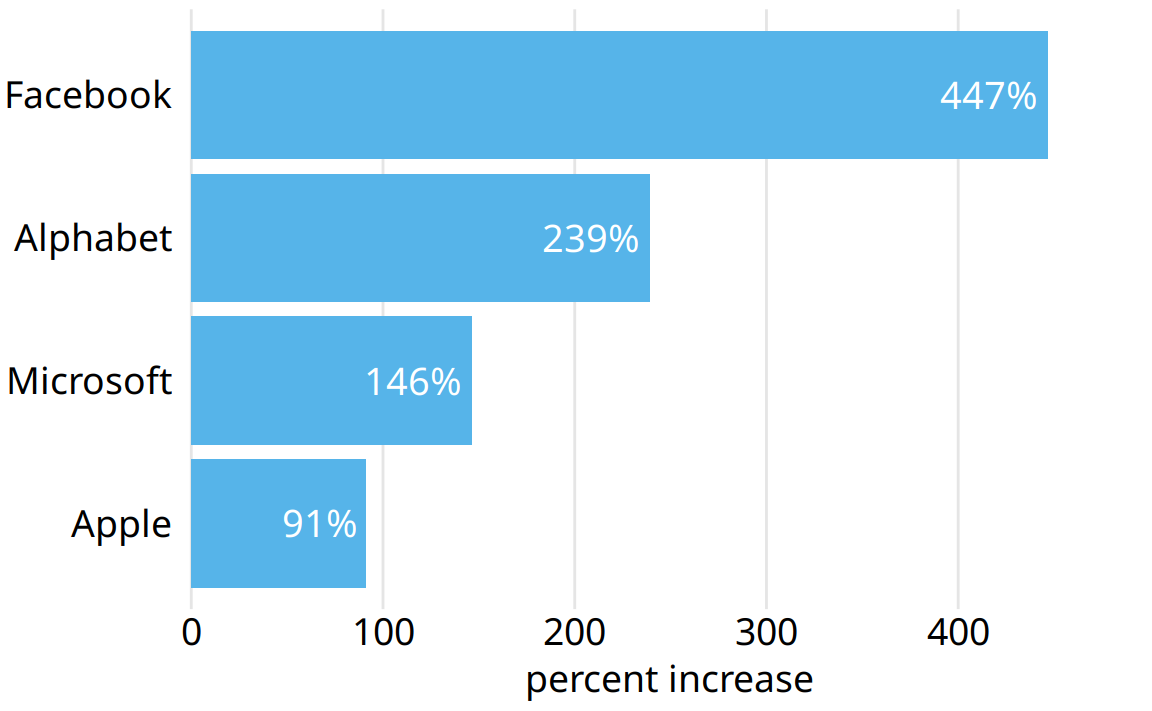 Facebook 447%
Alphabet 239%
Microsoft 146%
Apple 91%
0 100 200 300 400
percent increase